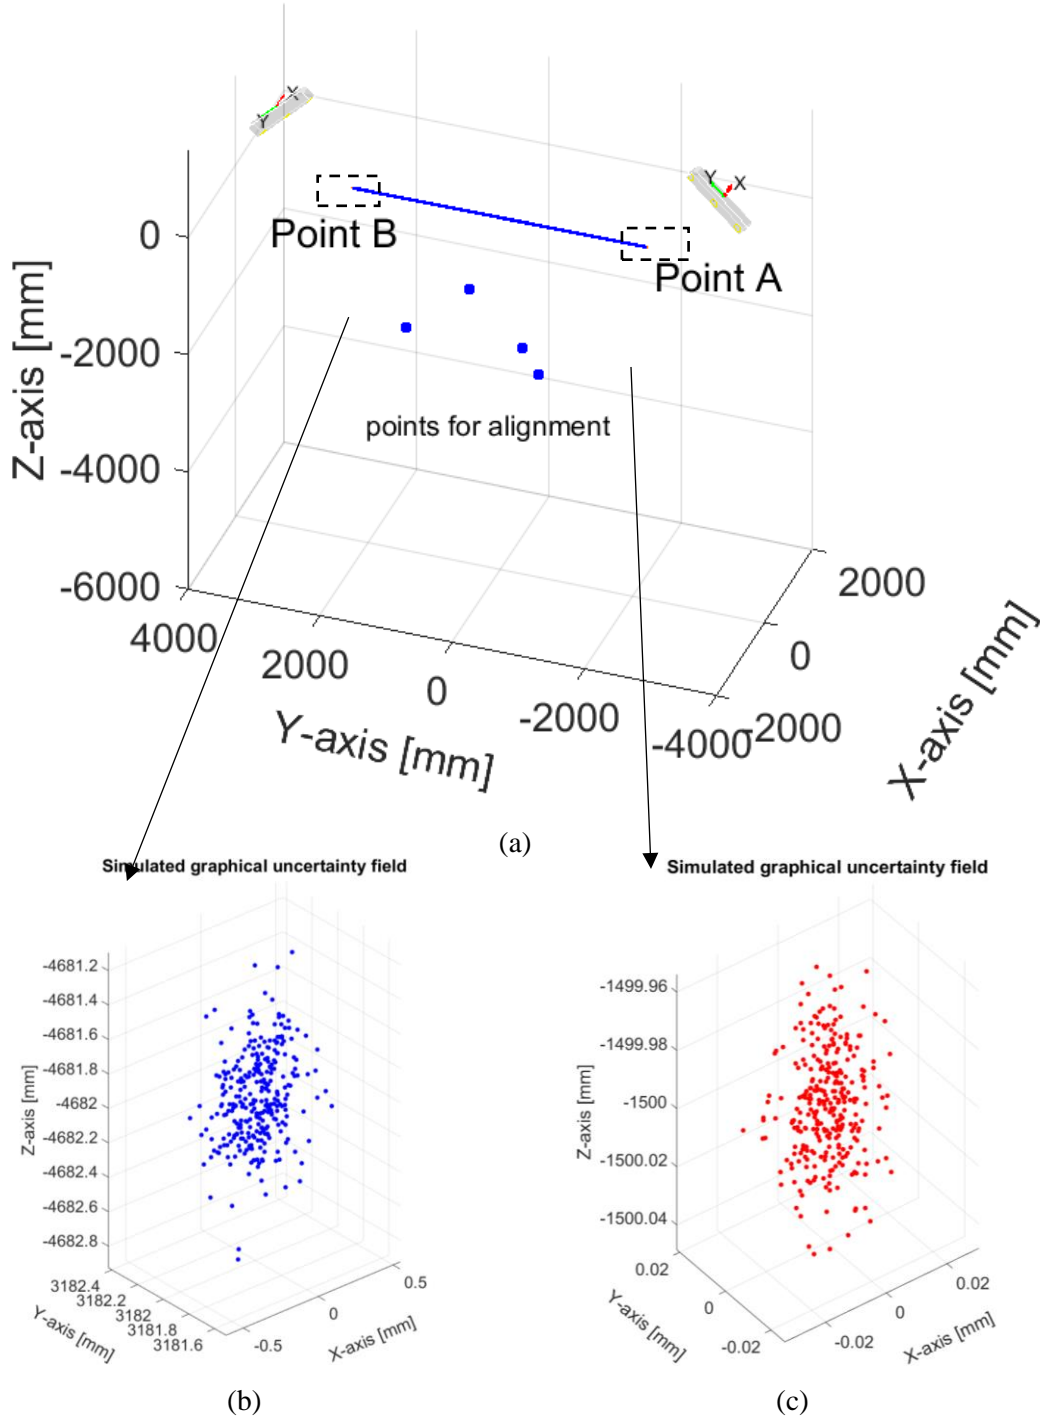 X
Y
Y
X
Point B
Point A
points for alignment
Z-axis [mm]
0
-2000
-4000
-6000
4000
2000
0
-2000
-4000
Y-axis [mm]
2000
0
-2000
X-axis [mm]
(a)
Simulated graphical uncertainty field
Z-axis [mm]
-4681.2
-4681.4
-4681.6
-4681.8
-4682
-4682.2
-4682.4
-4682.6
-4682.8
3182.4
3182.2
3182
3181.8
3181.6
Y-axis [mm]
-0.5
0
0.5
X-axis [mm]
(b)
Simulated graphical uncertainty field
Z-axis [mm]
-1499.96
-1499.98
-1500
-1500.02
-1500.04
0.02
0
-0.02
Y-axis [mm]
-0.02
0
0.02
X-axis [mm]
(c)